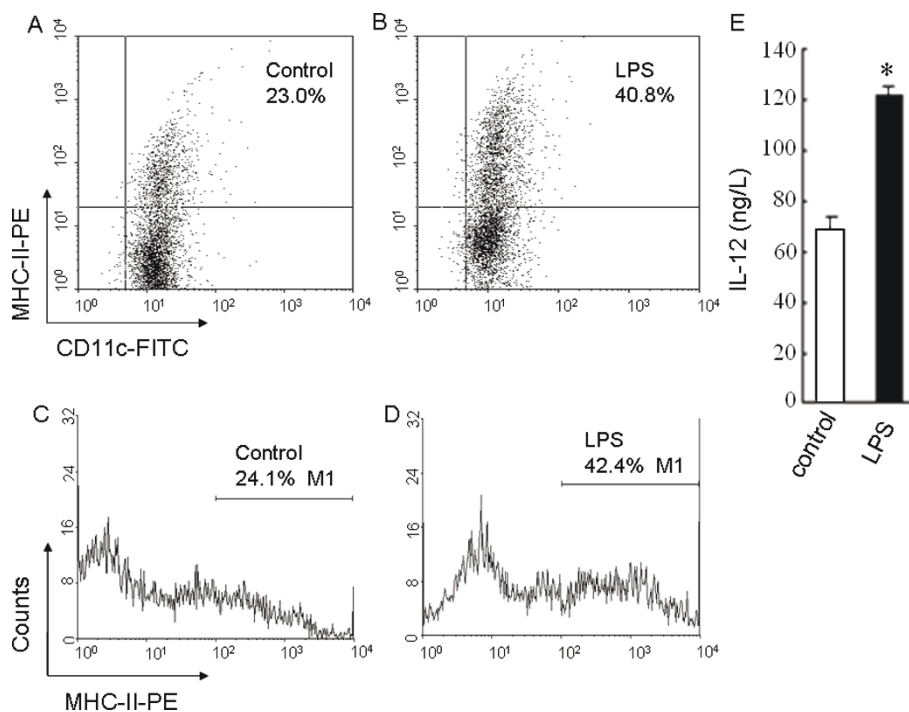 A
Control
23.0%
10⁴
10³
10²
10¹
10⁰
10⁰ 10¹ 10² 10³ 10⁴
MHC-II-PE
CD11c-FITC
B
LPS
40.8%
10⁴
10³
10²
10¹
10⁰
10⁰ 10¹ 10² 10³ 10⁴
C
Control
24.1% M1
32
24
16
8
0
10⁰ 10¹ 10² 10³ 10⁴
Counts
MHC-II-PE
D
LPS
42.4% M1
32
24
16
8
0
10⁰ 10¹ 10² 10³ 10⁴
E
140
120
100
80
60
40
20
0
IL-12 (ng/L)
*
control
LPS